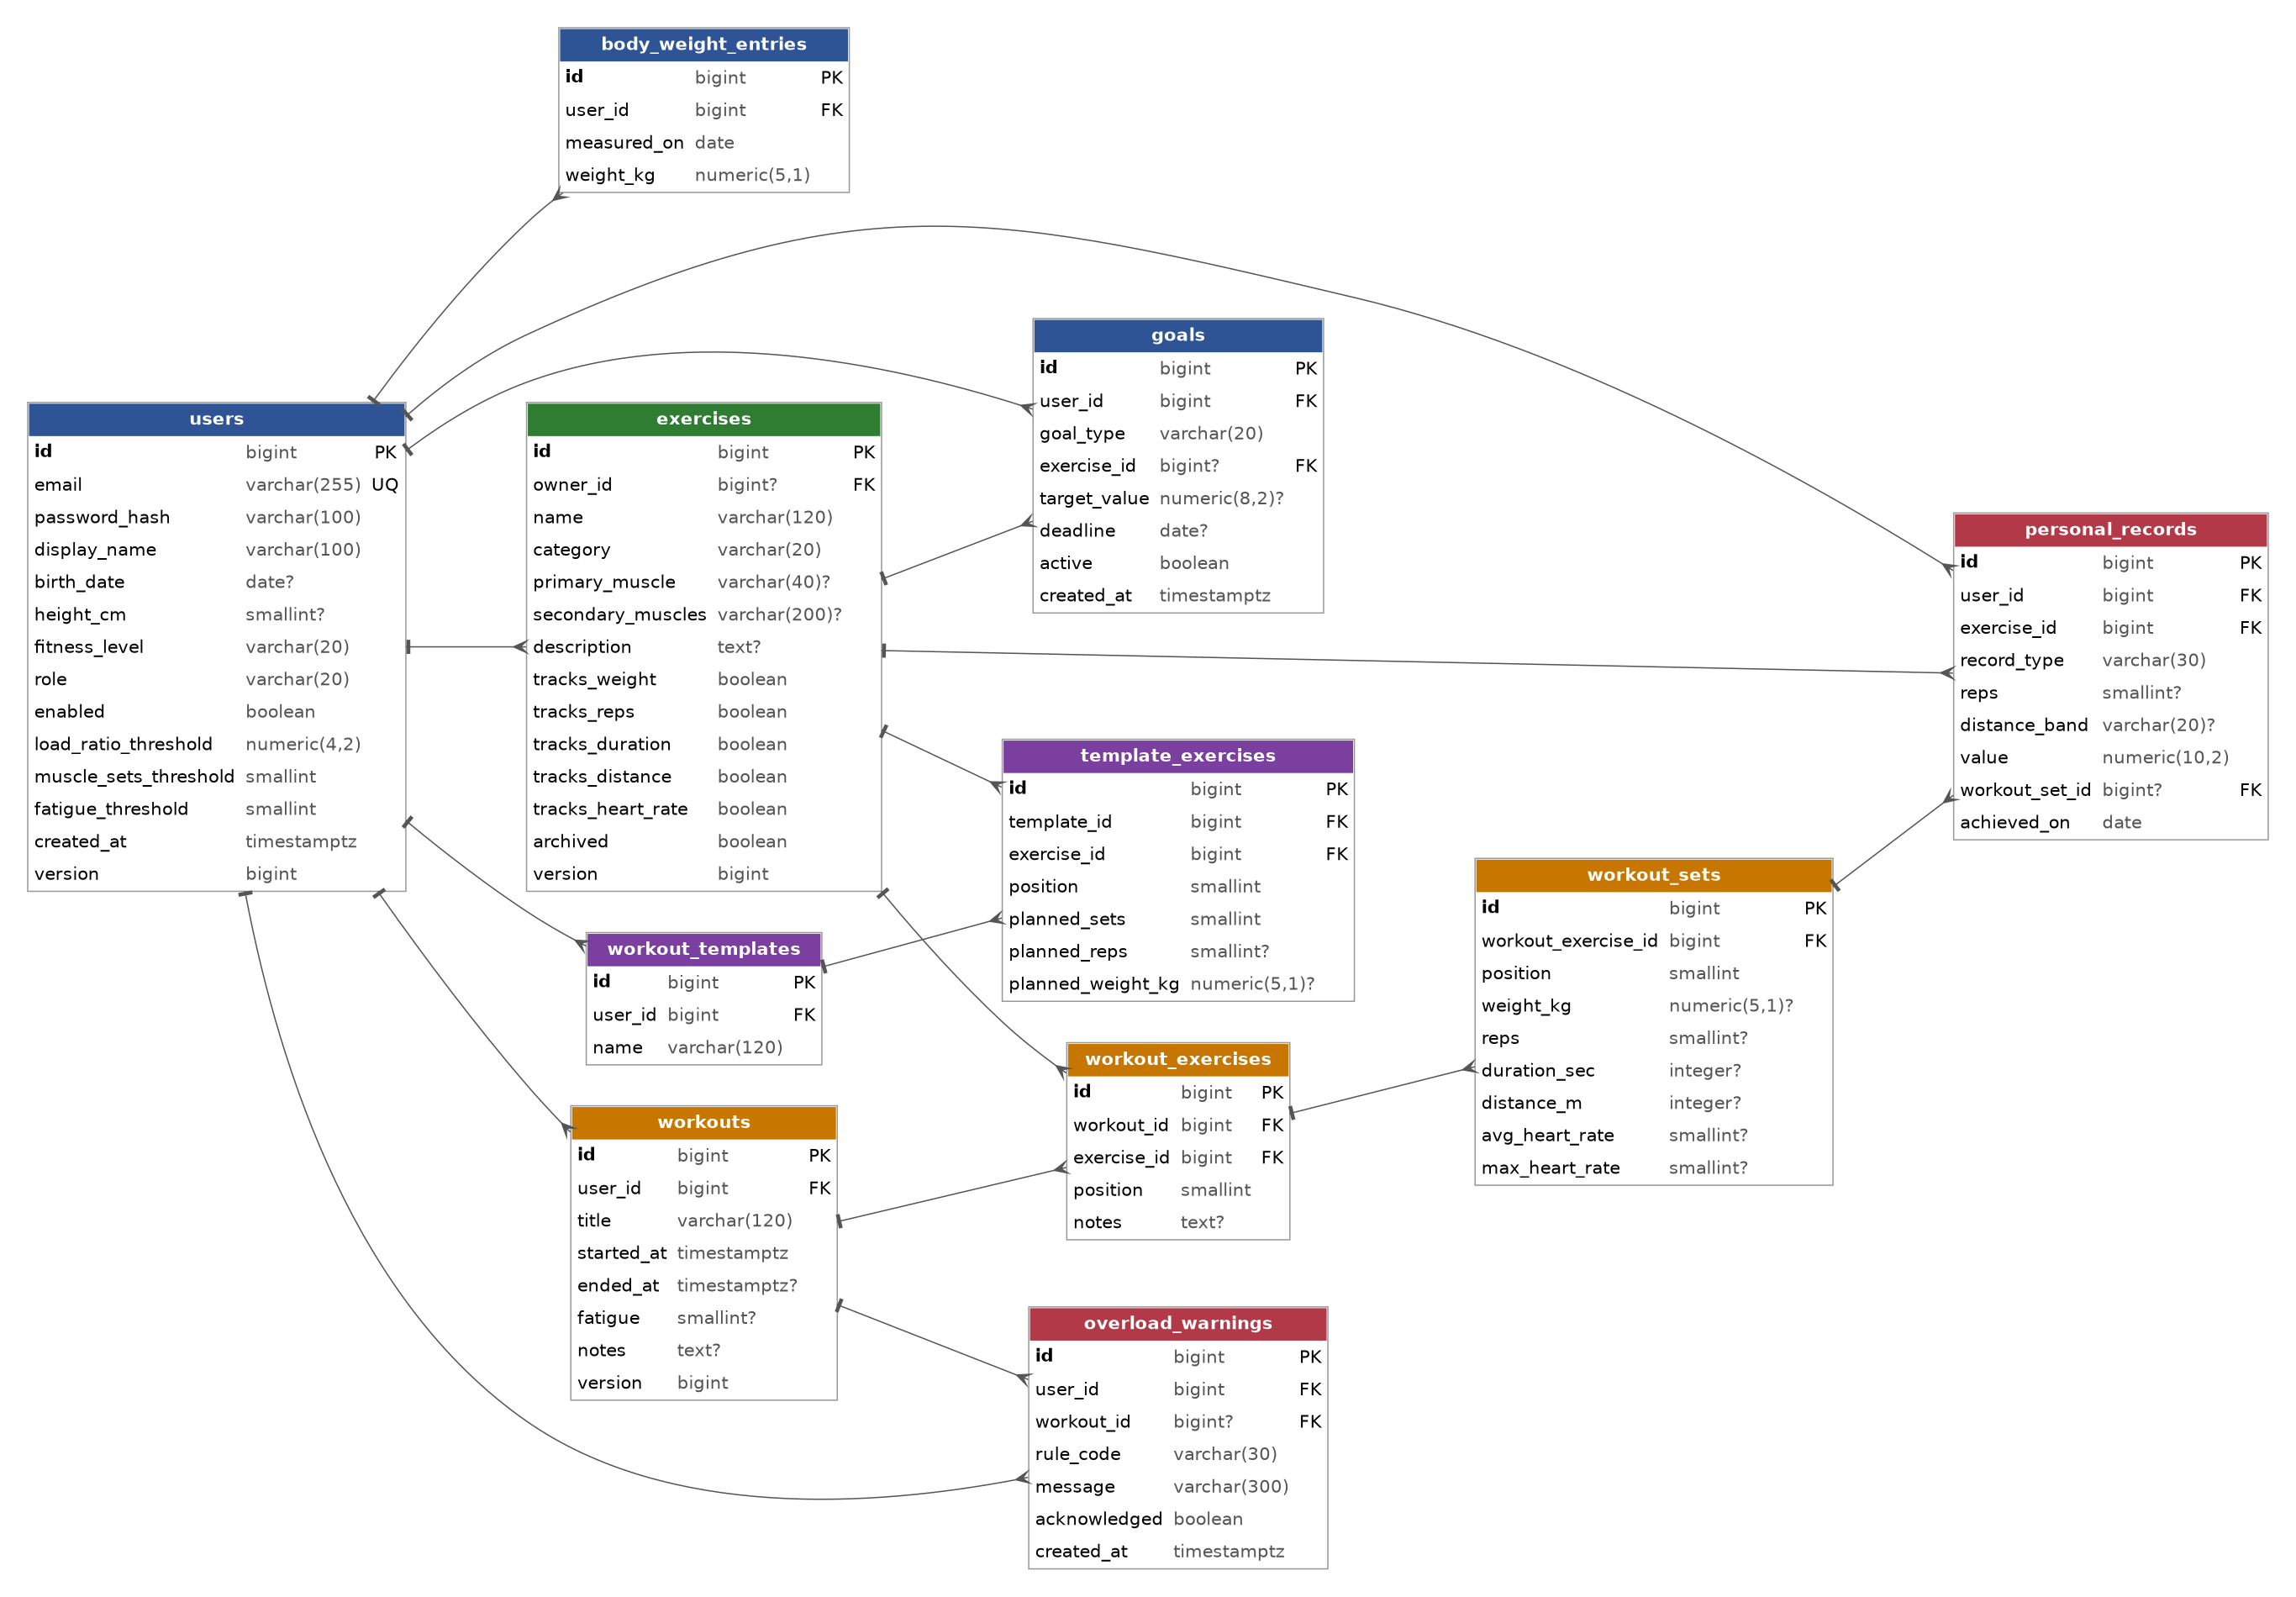 body_weight_entries
id bigint PK
user_id bigint FK
measured_on date
weight_kg numeric(5,1)
users
id bigint PK
email varchar(255) UQ
password_hash varchar(100)
display_name varchar(100)
birth_date date?
height_cm smallint?
fitness_level varchar(20)
role varchar(20)
enabled boolean
load_ratio_threshold numeric(4,2)
muscle_sets_threshold smallint
fatigue_threshold smallint
created_at timestamptz
version bigint
exercises
id bigint PK
owner_id bigint? FK
name varchar(120)
category varchar(20)
primary_muscle varchar(40)?
secondary_muscles varchar(200)?
description text?
tracks_weight boolean
tracks_reps boolean
tracks_duration boolean
tracks_distance boolean
tracks_heart_rate boolean
archived boolean
version bigint
goals
id bigint PK
user_id bigint FK
goal_type varchar(20)
exercise_id bigint? FK
target_value numeric(8,2)?
deadline date?
active boolean
created_at timestamptz
personal_records
id bigint PK
user_id bigint FK
exercise_id bigint FK
record_type varchar(30)
reps smallint?
distance_band varchar(20)?
value numeric(10,2)
workout_set_id bigint? FK
achieved_on date
template_exercises
id bigint PK
template_id bigint FK
exercise_id bigint FK
position smallint
planned_sets smallint
planned_reps smallint?
planned_weight_kg numeric(5,1)?
workout_sets
id bigint PK
workout_exercise_id bigint FK
position smallint
weight_kg numeric(5,1)?
reps smallint?
duration_sec integer?
distance_m integer?
avg_heart_rate smallint?
max_heart_rate smallint?
workout_templates
id bigint PK
user_id bigint FK
name varchar(120)
workout_exercises
id bigint PK
workout_id bigint FK
exercise_id bigint FK
position smallint
notes text?
workouts
id bigint PK
user_id bigint FK
title varchar(120)
started_at timestamptz
ended_at timestamptz?
fatigue smallint?
notes text?
version bigint
overload_warnings
id bigint PK
user_id bigint FK
workout_id bigint? FK
rule_code varchar(30)
message varchar(300)
acknowledged boolean
created_at timestamptz